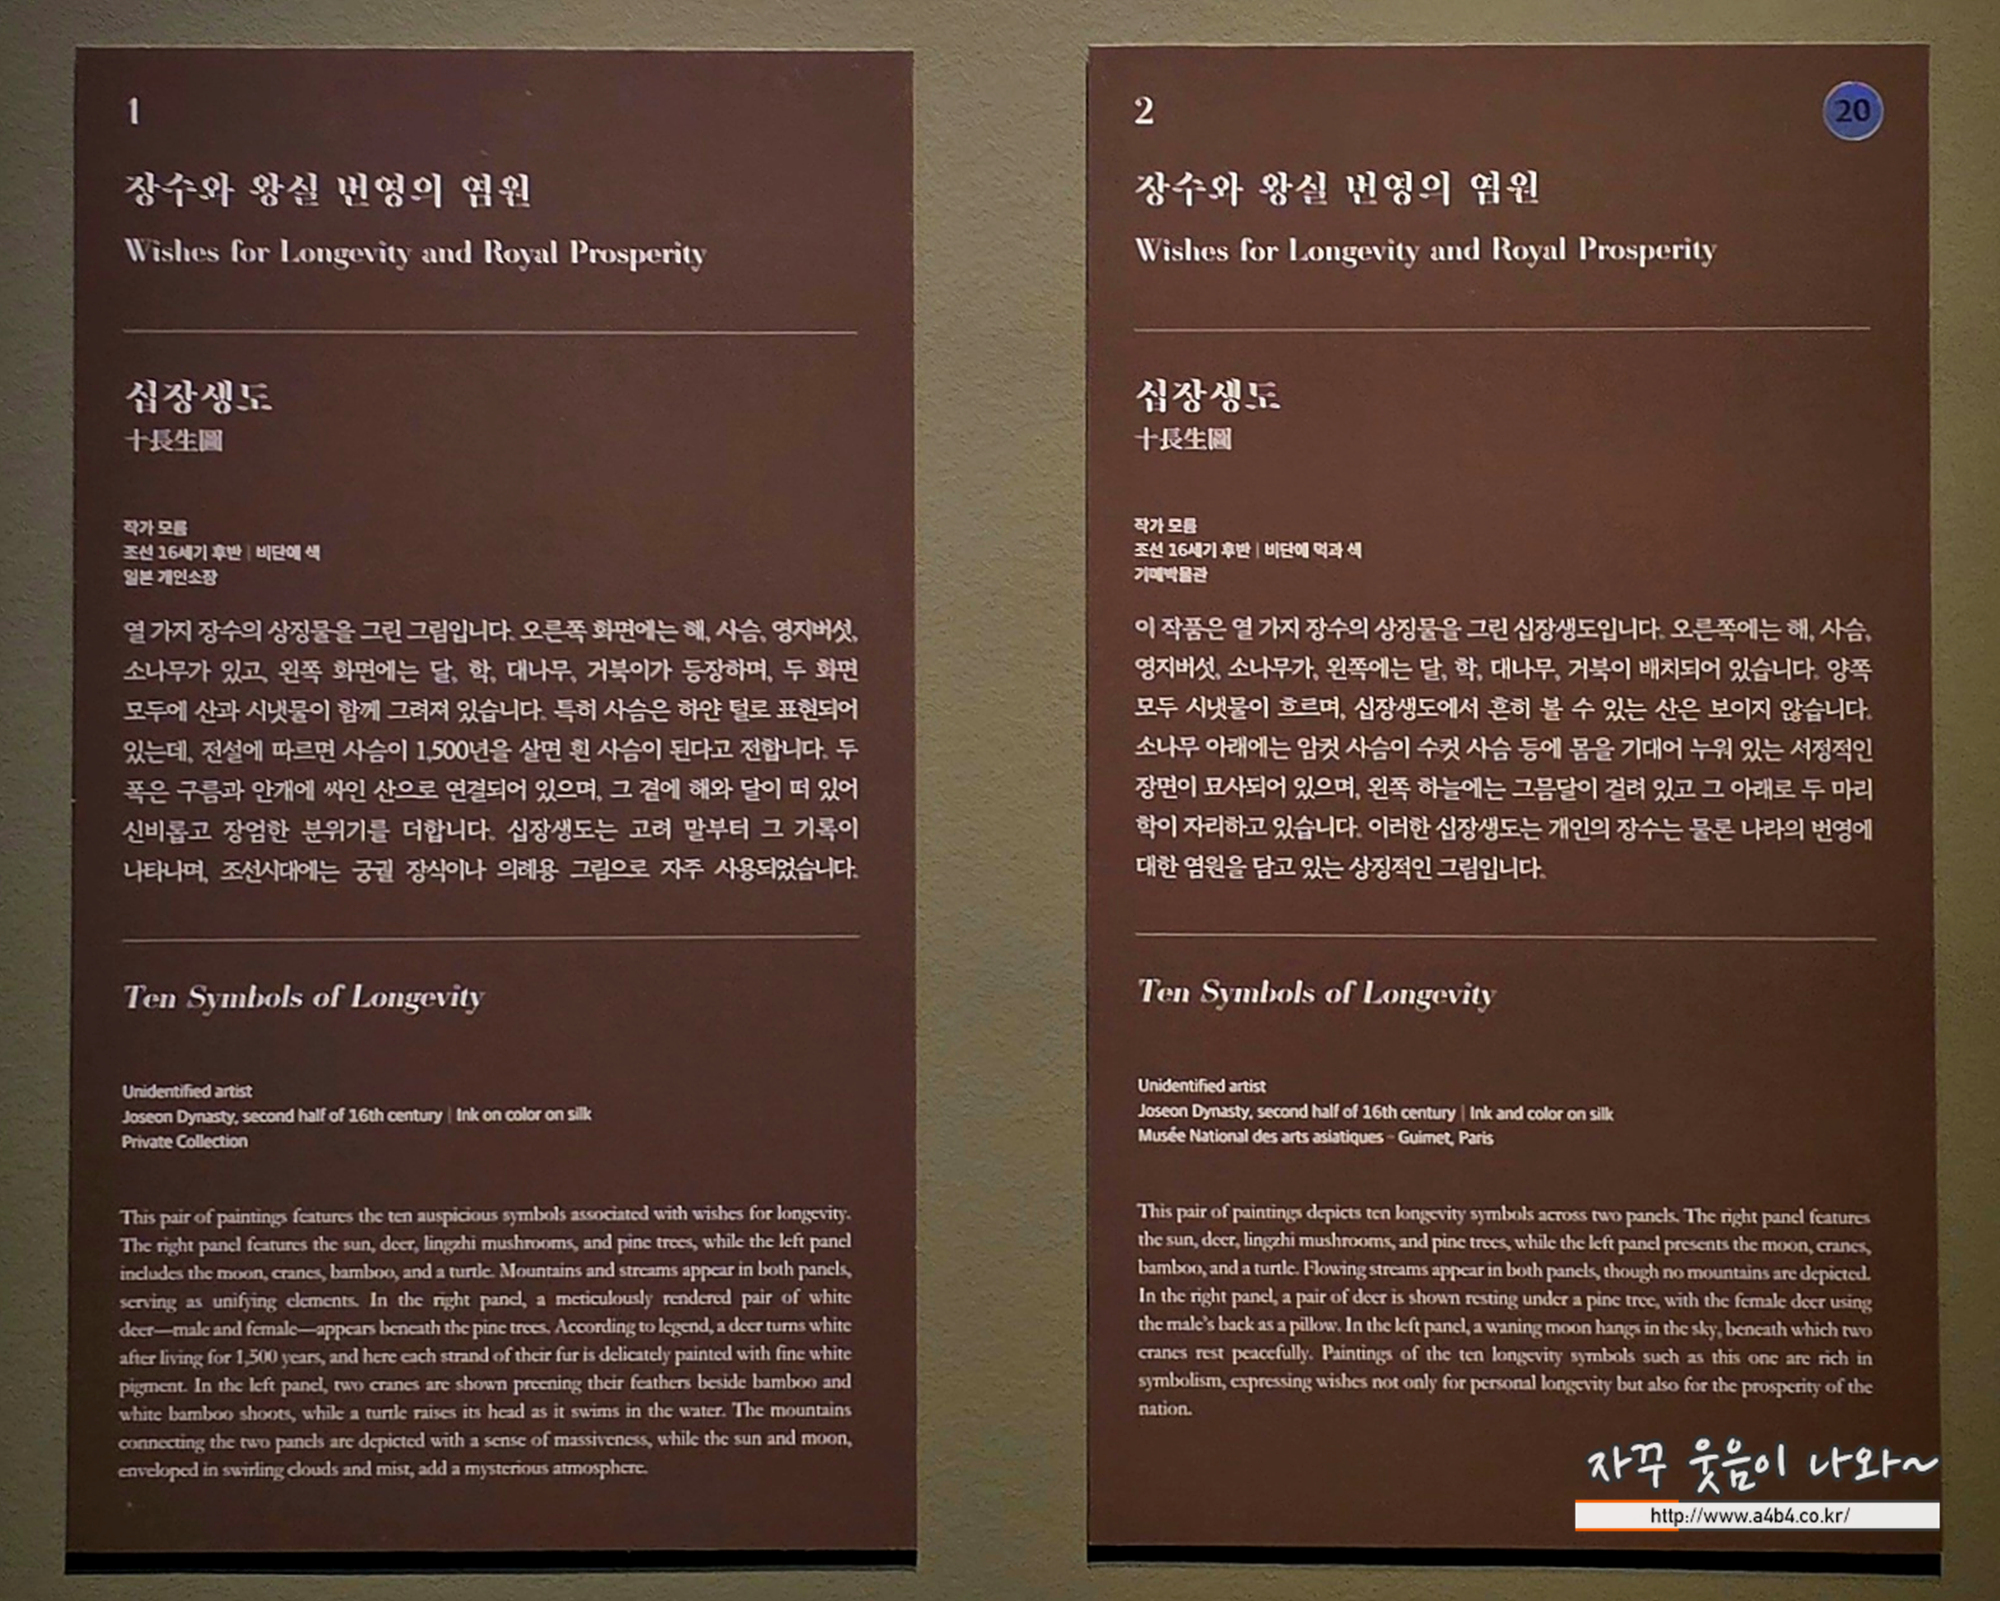 1
장수와 왕실 번영의 염원
Wishes for Longevity and Royal Prosperity
십장생도
十長生圖
작가 모름
조선 16세기 후반 | 비단에 색
일본 개인소장
열 가지 장수의 상징물을 그린 그림입니다. 오른쪽 화면에는 해, 사슴, 영지버섯,
소나무가 있고, 왼쪽 화면에는 달, 학, 대나무, 거북이가 등장하며, 두 화면
모두에 산과 시냇물이 함께 그려져 있습니다. 특히 사슴은 하얀 털로 표현되어
있는데, 전설에 따르면 사슴이 1,500년을 살면 흰 사슴이 된다고 전합니다. 두
폭은 구름과 안개에 싸인 산으로 연결되어 있으며, 그 곁에 해와 달이 떠 있어
신비롭고 장엄한 분위기를 더합니다. 십장생도는 고려 말부터 그 기록이
나타나며, 조선시대에는 궁궐 장식이나 의례용 그림으로 자주 사용되었습니다.
Ten Symbols of Longevity
Unidentified artist
Joseon Dynasty, second half of 16th century | Ink on color on silk
Private Collection
This pair of paintings features the ten auspicious symbols associated with wishes for longevity.
The right panel features the sun, deer, lingzhi mushrooms, and pine trees, while the left panel
includes the moon, cranes, bamboo, and a turtle. Mountains and streams appear in both panels,
serving as unifying elements. In the right panel, a meticulously rendered pair of white
deer—male and female—appears beneath the pine trees. According to legend, a deer turns white
after living for 1,500 years, and here each strand of their fur is delicately painted with fine white
pigment. In the left panel, two cranes are shown preening their feathers beside bamboo and
white bamboo shoots, while a turtle raises its head as it swims in the water. The mountains
connecting the two panels are depicted with a sense of massiveness, while the sun and moon,
enveloped in swirling clouds and mist, add a mysterious atmosphere.
2
20
장수와 왕실 번영의 염원
Wishes for Longevity and Royal Prosperity
십장생도
十長生圖
작가 모름
조선 16세기 후반 | 비단에 먹과 색
기메박물관
이 작품은 열 가지 장수의 상징물을 그린 십장생도입니다. 오른쪽에는 해, 사슴,
영지버섯, 소나무가, 왼쪽에는 달, 학, 대나무, 거북이 배치되어 있습니다. 양쪽
모두 시냇물이 흐르며, 십장생도에서 흔히 볼 수 있는 산은 보이지 않습니다.
소나무 아래에는 암컷 사슴이 수컷 사슴 등에 몸을 기대어 누워 있는 서정적인
장면이 묘사되어 있으며, 왼쪽 하늘에는 그믐달이 걸려 있고 그 아래로 두 마리
학이 자리하고 있습니다. 이러한 십장생도는 개인의 장수는 물론 나라의 번영에
대한 염원을 담고 있는 상징적인 그림입니다.
Ten Symbols of Longevity
Unidentified artist
Joseon Dynasty, second half of 16th century | Ink and color on silk
Musée National des arts asiatiques - Guimet, Paris
This pair of paintings depicts ten longevity symbols across two panels. The right panel features
the sun, deer, lingzhi mushrooms, and pine trees, while the left panel presents the moon, cranes,
bamboo, and a turtle. Flowing streams appear in both panels, though no mountains are depicted.
In the right panel, a pair of deer is shown resting under a pine tree, with the female deer using
the male's back as a pillow. In the left panel, a waning moon hangs in the sky, beneath which two
cranes rest peacefully. Paintings of the ten longevity symbols such as this one are rich in
symbolism, expressing wishes not only for personal longevity but also for the prosperity of the
nation.
자꾸 웃음이 나와~
http://www.a4b4.co.kr/